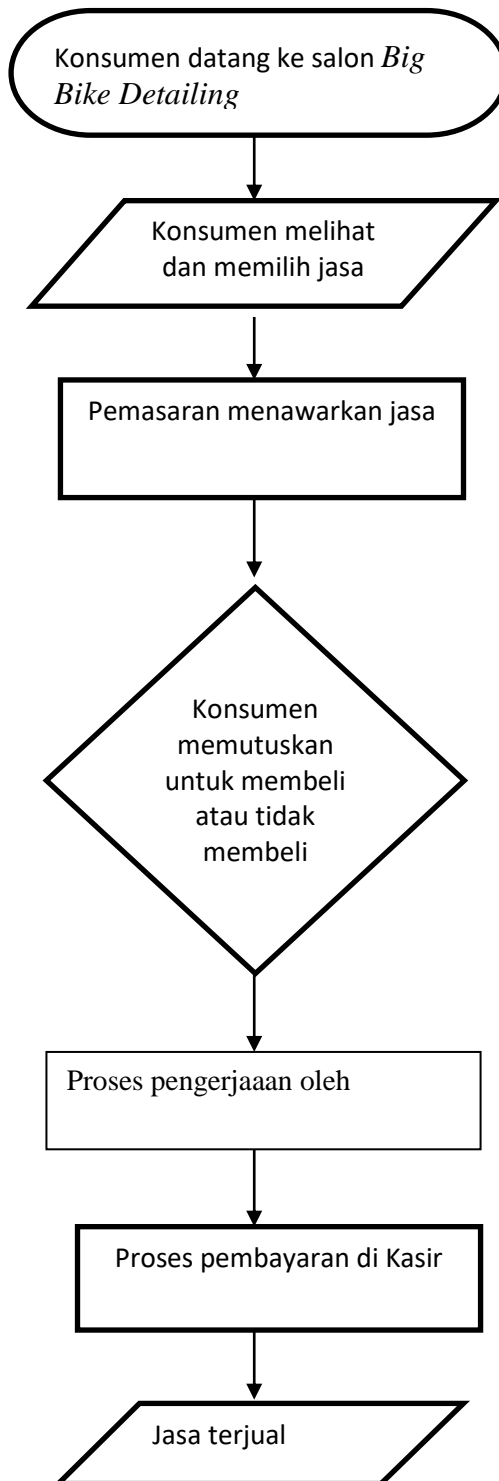 Konsumen datang ke salon Big
Bike Detailing
Konsumen melihat
dan memilih jasa
Pemasaran menawarkan jasa
Konsumen
memutuskan
untuk membeli
atau tidak
membeli
Proses pengerjaaan oleh
Proses pembayaran di Kasir
Jasa terjual